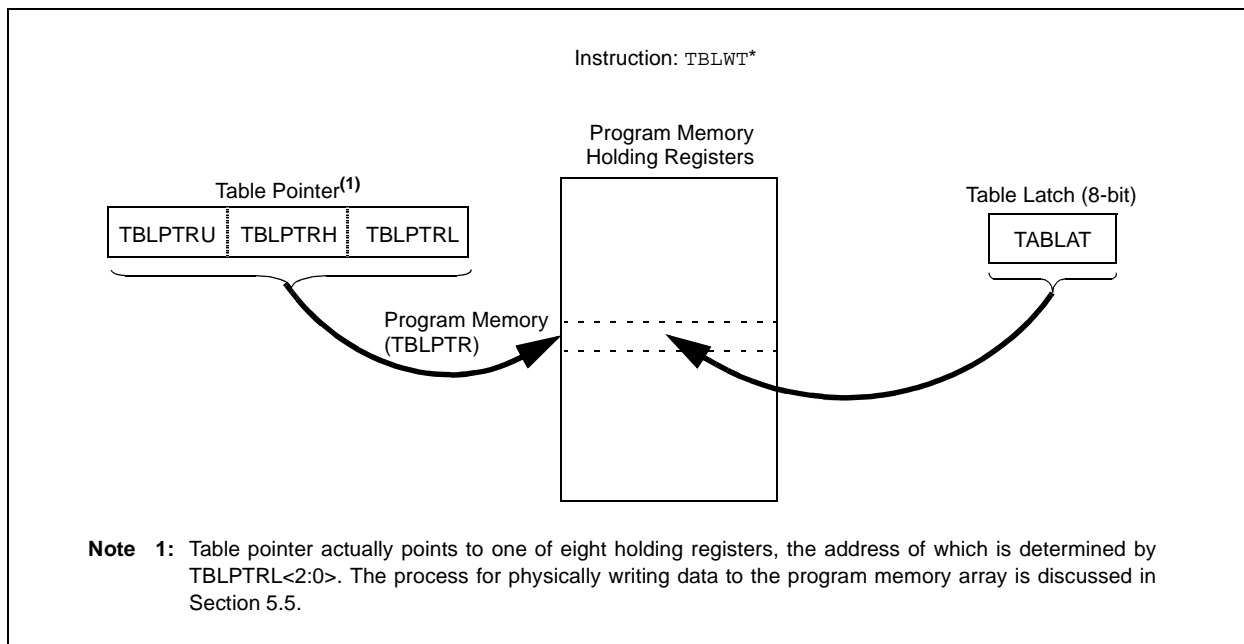 Instruction: TBLWT*
Program Memory
Holding Registers
Table Pointer(1)
Table Latch (8-bit)
TBLPTRU TBLPTRH TBLPTRL
TABLAT
Program Memory
(TBLPTR)
Note 1: Table pointer actually points to one of eight holding registers, the address of which is determined by
TBLPTRL<2:0>. The process for physically writing data to the program memory array is discussed in
Section 5.5.